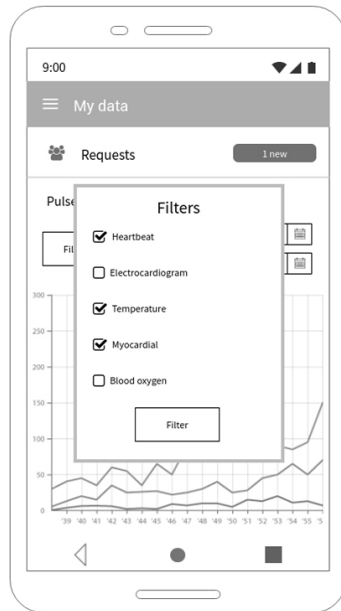 9:00
My data
Requests
1 new
Pulse
Filters
Heartbeat
Fil
Electrocardiogram
Temperature
Myocardial
Blood oxygen
Filter
300
250
200
150
100
50
0
'39 '40 '41 '42 '43 '44 '45 '46 '47 '48 '49 '50 '51 '52 '53 '54 '55 '5